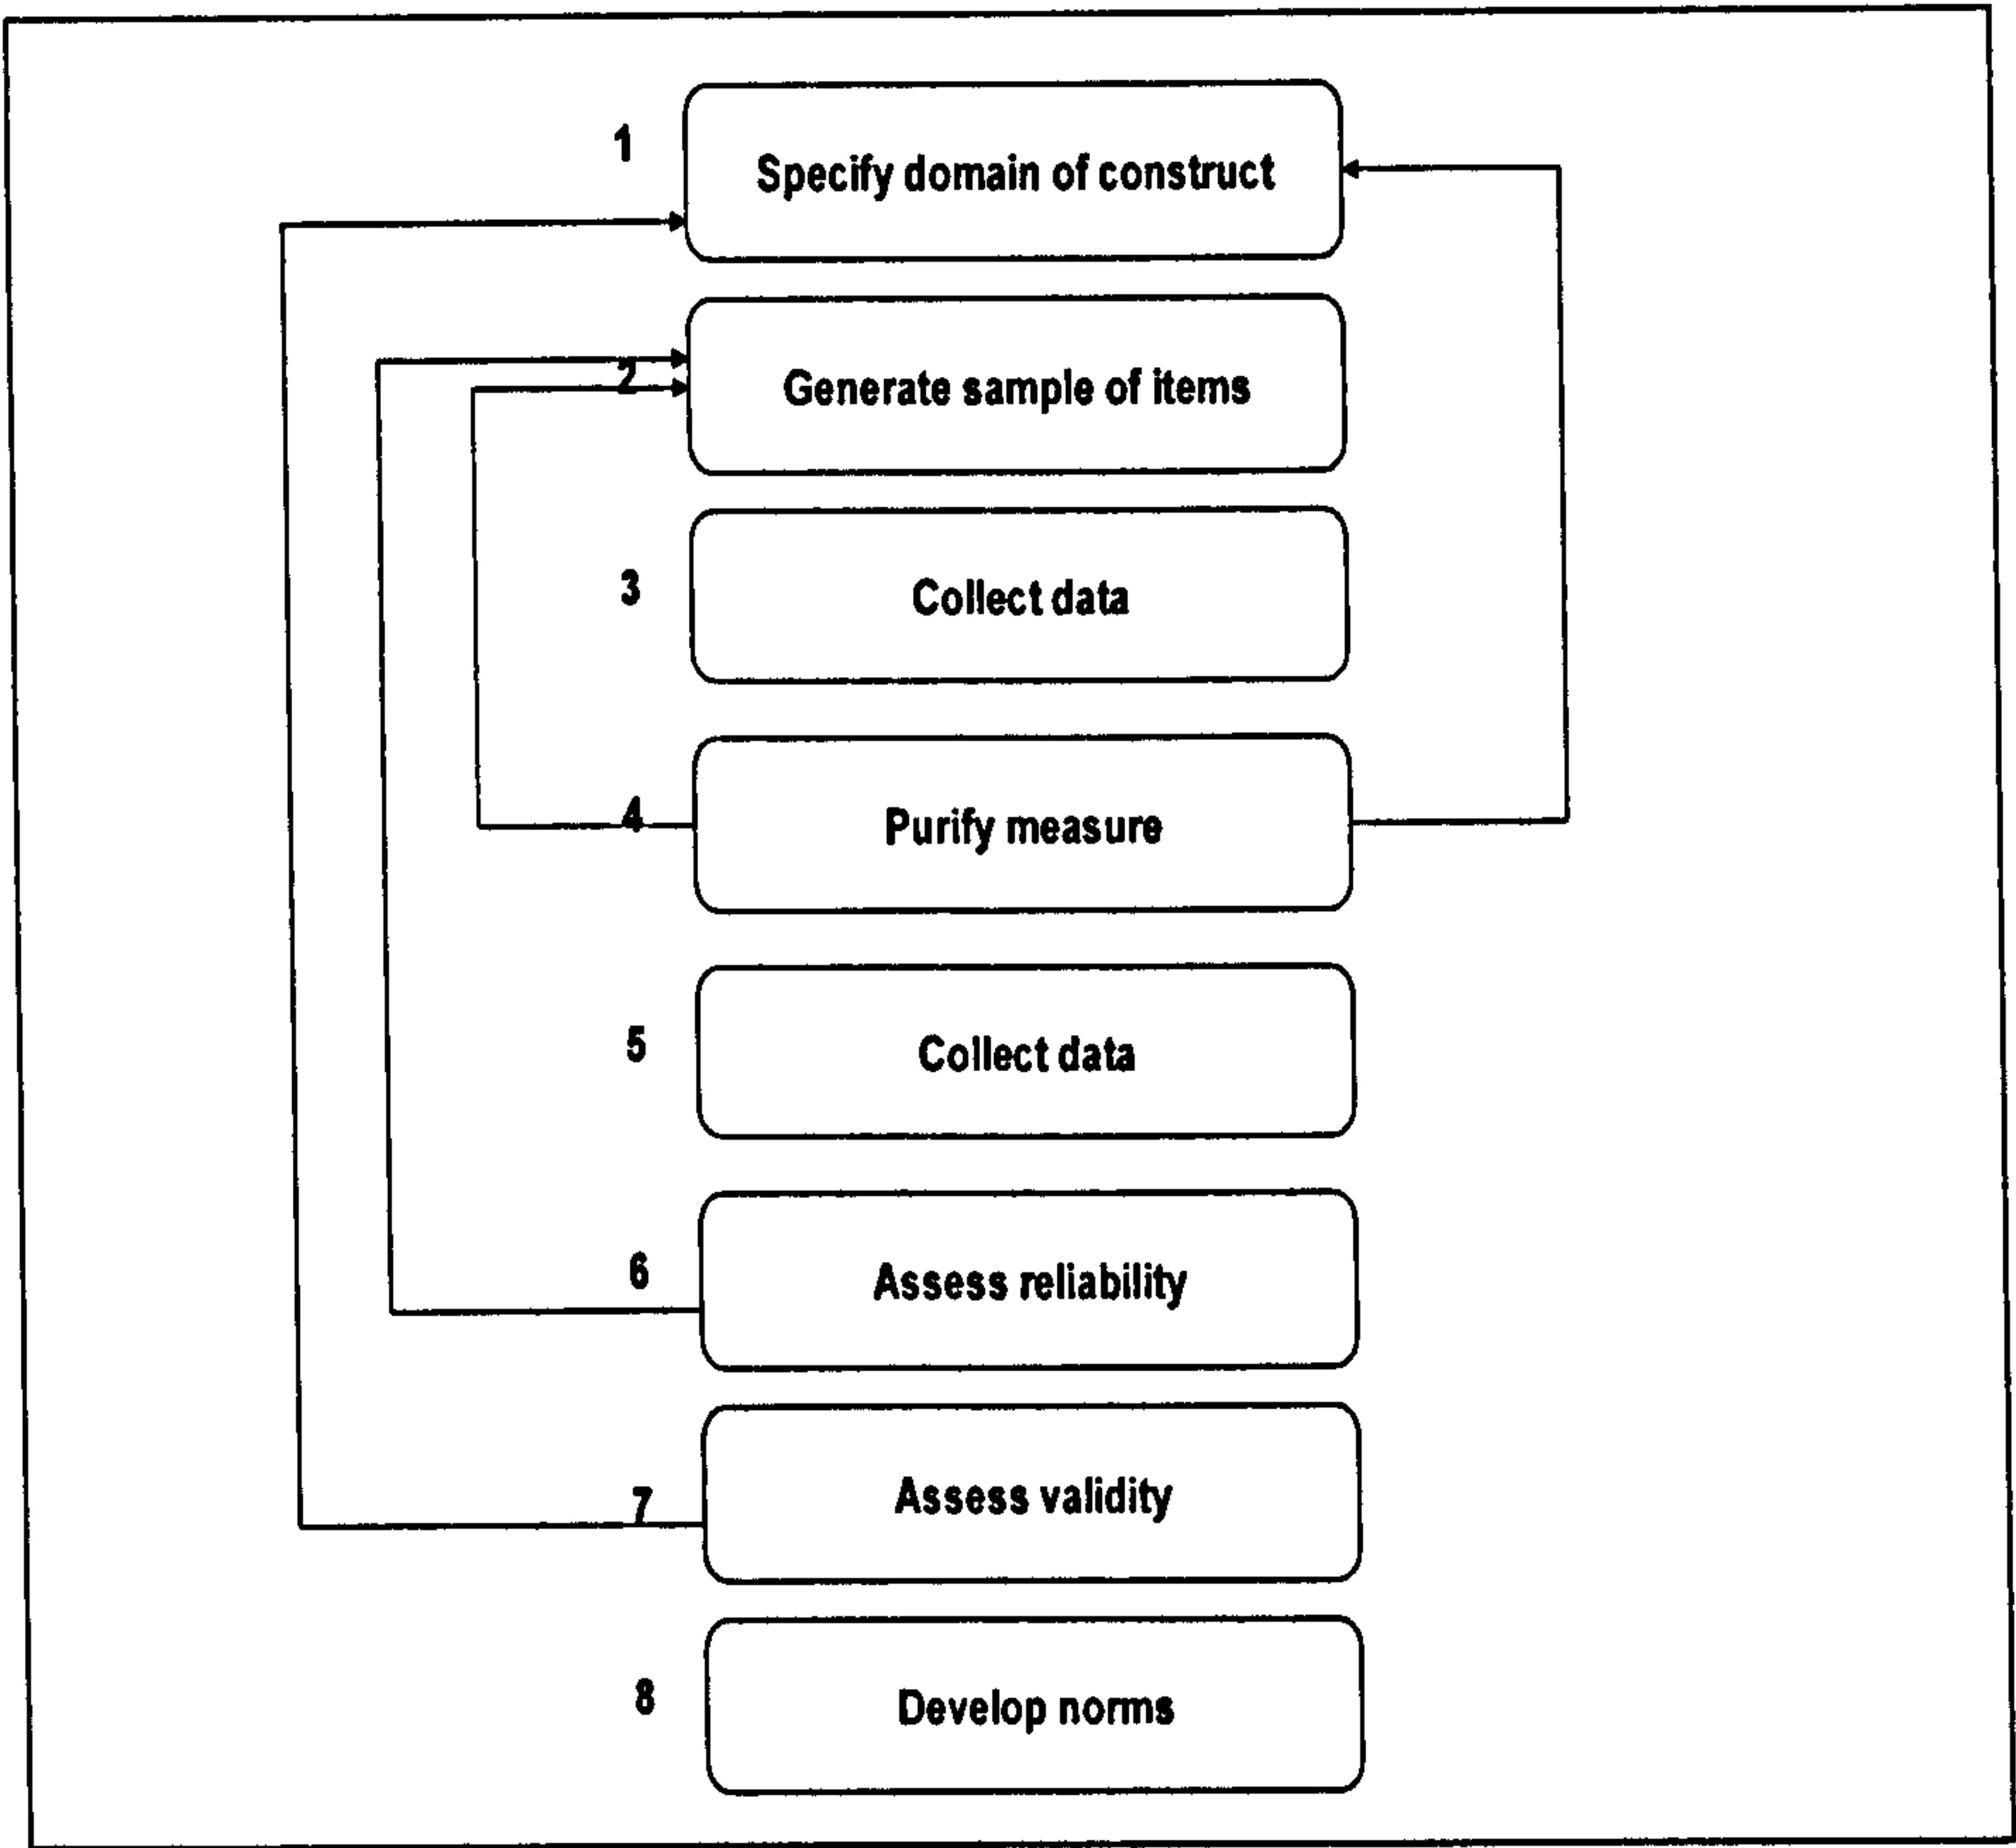 1
Specify domain of construct
2
Generate sample of items
3
Collect data
4
Purify measure
5
Collect data
6
Assess reliability
7
Assess validity
8
Develop norms